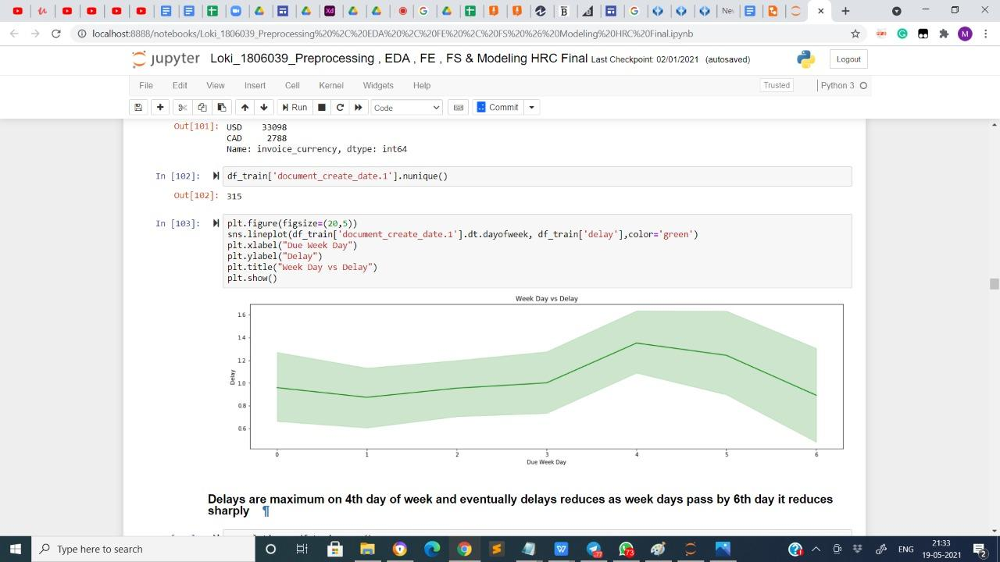 New
localhost:8888/notebooks/Loki_1806039_Preprocessing%20%2C%20EDA%20%2C%20FE%20%2C%20FS%20%26%20Modeling%20HRC%20Final.ipynb
M
jupyter Loki_1806039_Preprocessing , EDA , FE , FS & Modeling HRC Final Last Checkpoint: 02/01/2021 (autosaved)
Logout
File Edit View Insert Cell Kernel Widgets Help
Trusted Python 3
Run Code Commit
Out[101]: USD 33098
CAD 2788
Name: invoice_currency, dtype: int64
In [102]: df_train['document_create_date.1'].nunique()
Out[102]: 315
In [103]: plt.figure(figsize=(20,5))
sns.lineplot(df_train['document_create_date.1'].dt.dayofweek, df_train['delay'],color='green')
plt.xlabel("Due Week Day")
plt.ylabel("Delay")
plt.title("Week Day vs Delay")
plt.show()
Week Day vs Delay
1.6
1.4
1.2
1.0
0.8
0.6
Delay
0 1 2 3 4 5 6
Due Week Day
Delays are maximum on 4th day of week and eventually delays reduces as week days pass by 6th day it reduces
sharply ¶
Type here to search
73
ENG
21:33
19-05-2021
2